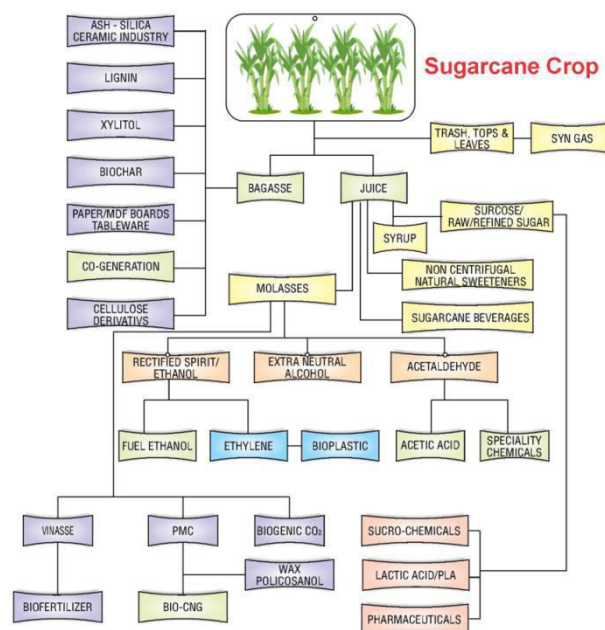 Sugarcane Crop
ASH - SILICA
CERAMIC INDUSTRY
LIGNIN
XYLITOL
BIOCHAR
PAPER/MDF BOARDS
TABLEWARE
CO-GENERATION
CELLULOSE
DERIVATIVS
TRASH, TOPS &
LEAVES
SYN GAS
BAGASSE
JUICE
SURCOSE/
RAW/REFINED SUGAR
SYRUP
NON CENTRIFUGAL
NATURAL SWEETENERS
SUGARCANE BEVERAGES
MOLASSES
RECTIFIED SPIRIT/
ETHANOL
EXTRA NEUTRAL
ALCOHOL
ACETALDEHYDE
FUEL ETHANOL
ETHYLENE
BIOPLASTIC
ACETIC ACID
SPECIALITY
CHEMICALS
VINASSE
PMC
BIOGENIC CO₂
SUCRO-CHEMICALS
WAX
POLICOSANOL
LACTIC ACID/PLA
BIOFERTILIZER
BIO-CNG
PHARMACEUTICALS